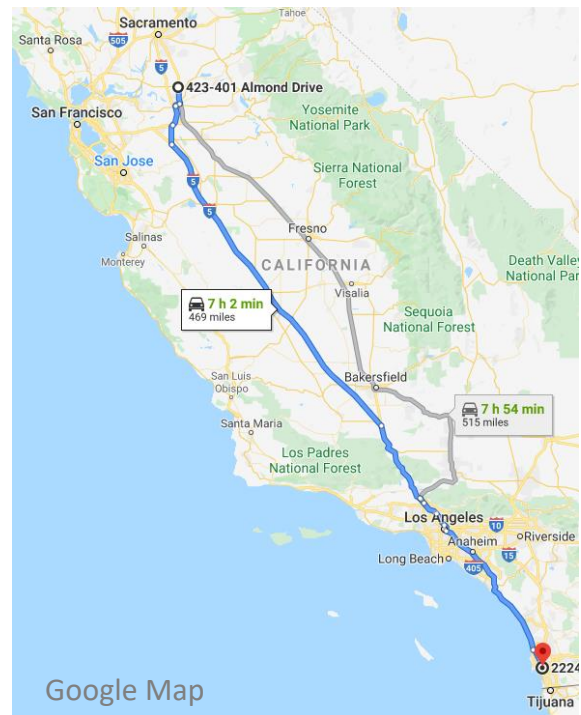 Tahoe
Sacramento
505
Santa Rosa
5
423-401 Almond Drive
Yosemite
National Park
San Francisco
San Jose
Sierra National
Forest
5
5
Fresno
Salinas
Monterey
CALIFORNIA
Death Valley
National Par
Visalia
7 h 2 min
469 miles
Sequoia
National Forest
San Luis
Obispo
Bakersfield
7 h 54 min
515 miles
Santa Maria
Los Padres
National Forest
Los Angeles
10
Riverside
Anaheim
Long Beach
405
15
2224
Google Map
Tijuana